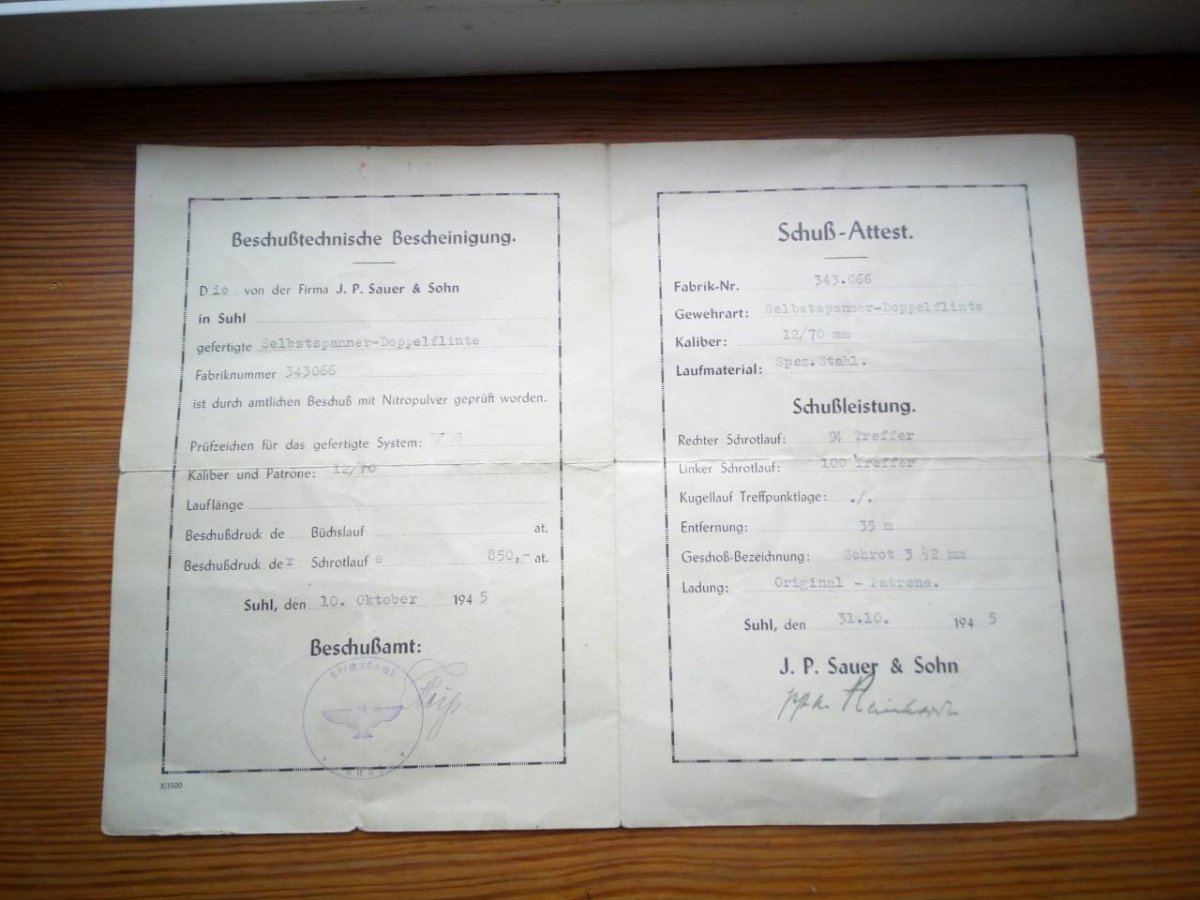 Beschußtechnische Bescheinigung.
Die von der Firma J. P. Sauer & Sohn
in Suhl
gefertigte Selbstspanner-Doppelflinte
Fabriknummer 343066
ist durch amtlichen Beschuß mit Nitropulver geprüft worden.
Prüfzeichen für das gefertigte System:
Kaliber und Patrone: 12/70
Lauflänge
Beschußdruck de Büchslauf at.
Beschußdruck der Schrotlauf e 850,- at.
Suhl, den 10. Oktober 194 5
Beschußamt:
Suhl
2/1500
Schuß-Attest.
Fabrik-Nr. 343.066
Gewehrart: Selbstspanner-Doppelflinte
Kaliber: 12/70 mm
Laufmaterial: Spez.Stahl.
Schußleistung.
Rechter Schrotlauf: Treffer
Linker Schrotlauf: 100 Treffer
Kugellauf Treffpunktlage: ./.
Entfernung: 35 m
Geschoß-Bezeichnung: Schrot 3 1/2 mm
Ladung: Original - Patrone.
Suhl, den 31.10. 194 5
J. P. Sauer & Sohn
ppa.